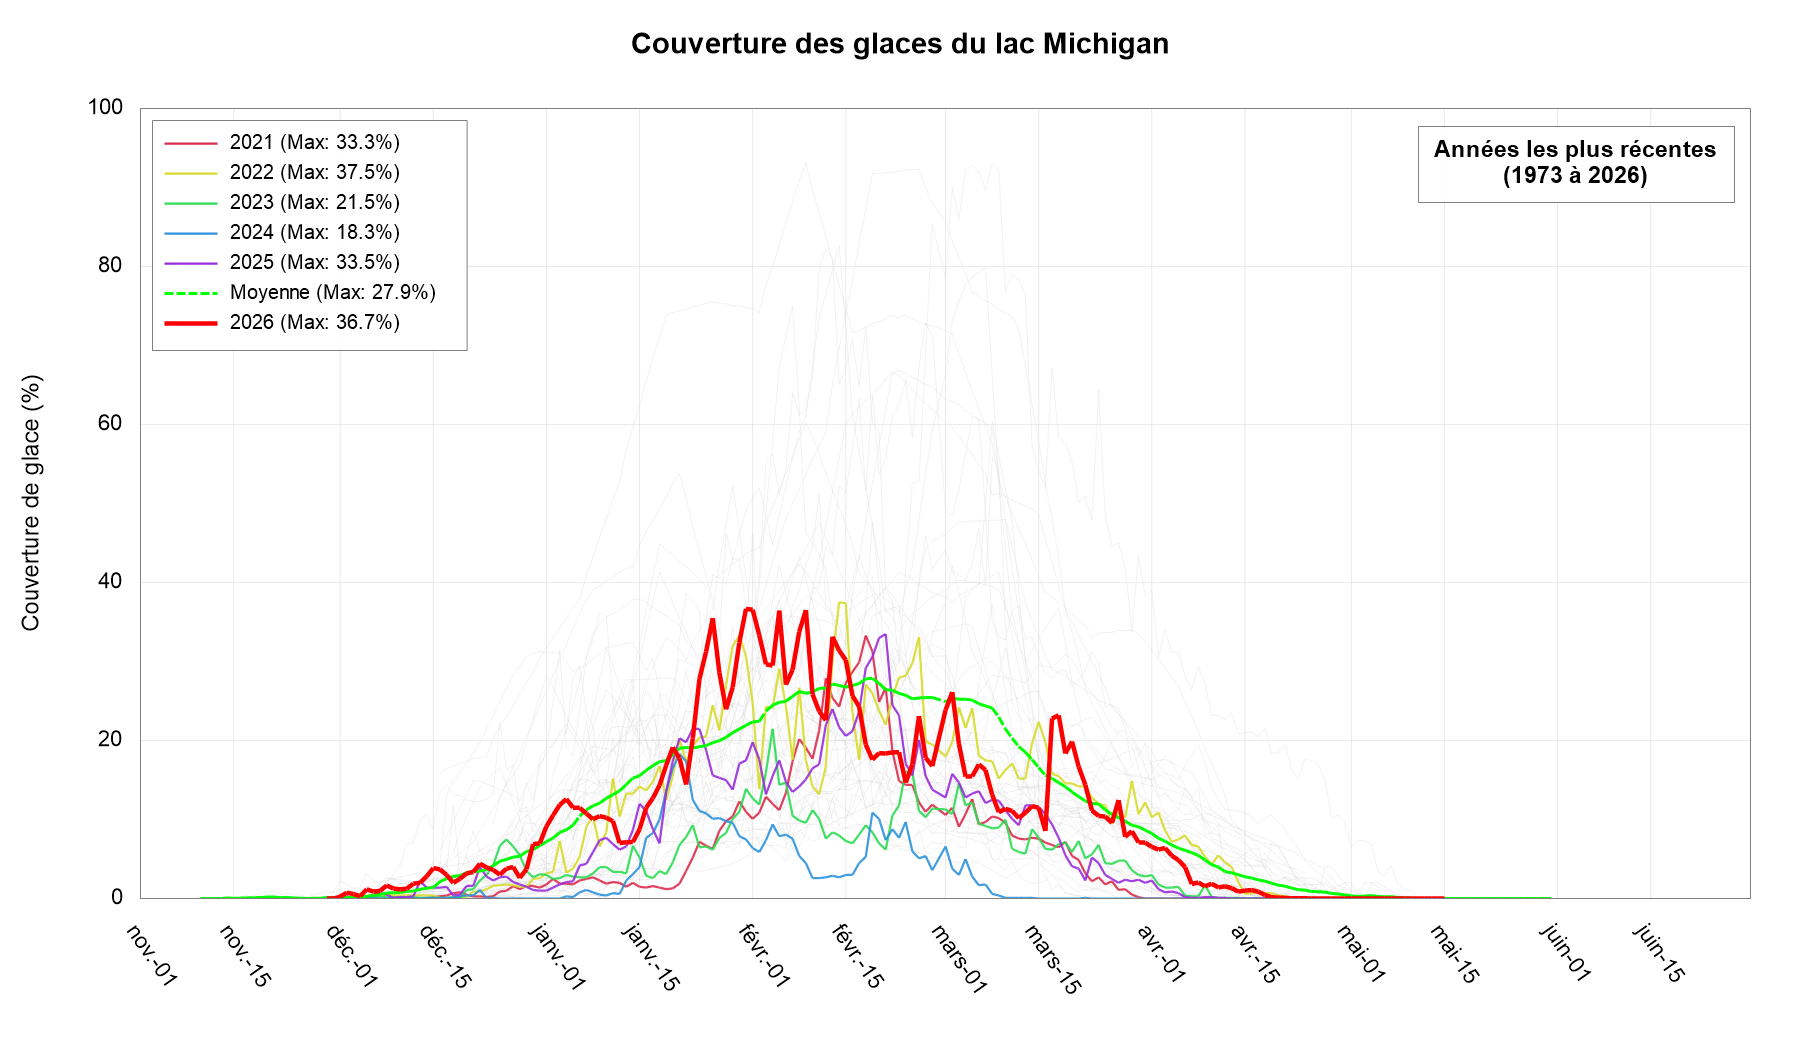 Couverture des glaces du lac Michigan
2021 (Max: 33.3%)
2022 (Max: 37.5%)
2023 (Max: 21.5%)
2024 (Max: 18.3%)
2025 (Max: 33.5%)
Moyenne (Max: 27.9%)
2026 (Max: 36.7%)
Années les plus récentes
(1973 à 2026)
Couverture de glace (%)
100
80
60
40
20
0
nov.-01
nov.-15
déc.-01
déc.-15
janv.-01
janv.-15
févr.-01
févr.-15
mars-01
mars-15
avr.-01
avr.-15
mai-01
mai-15
juin-01
juin-15